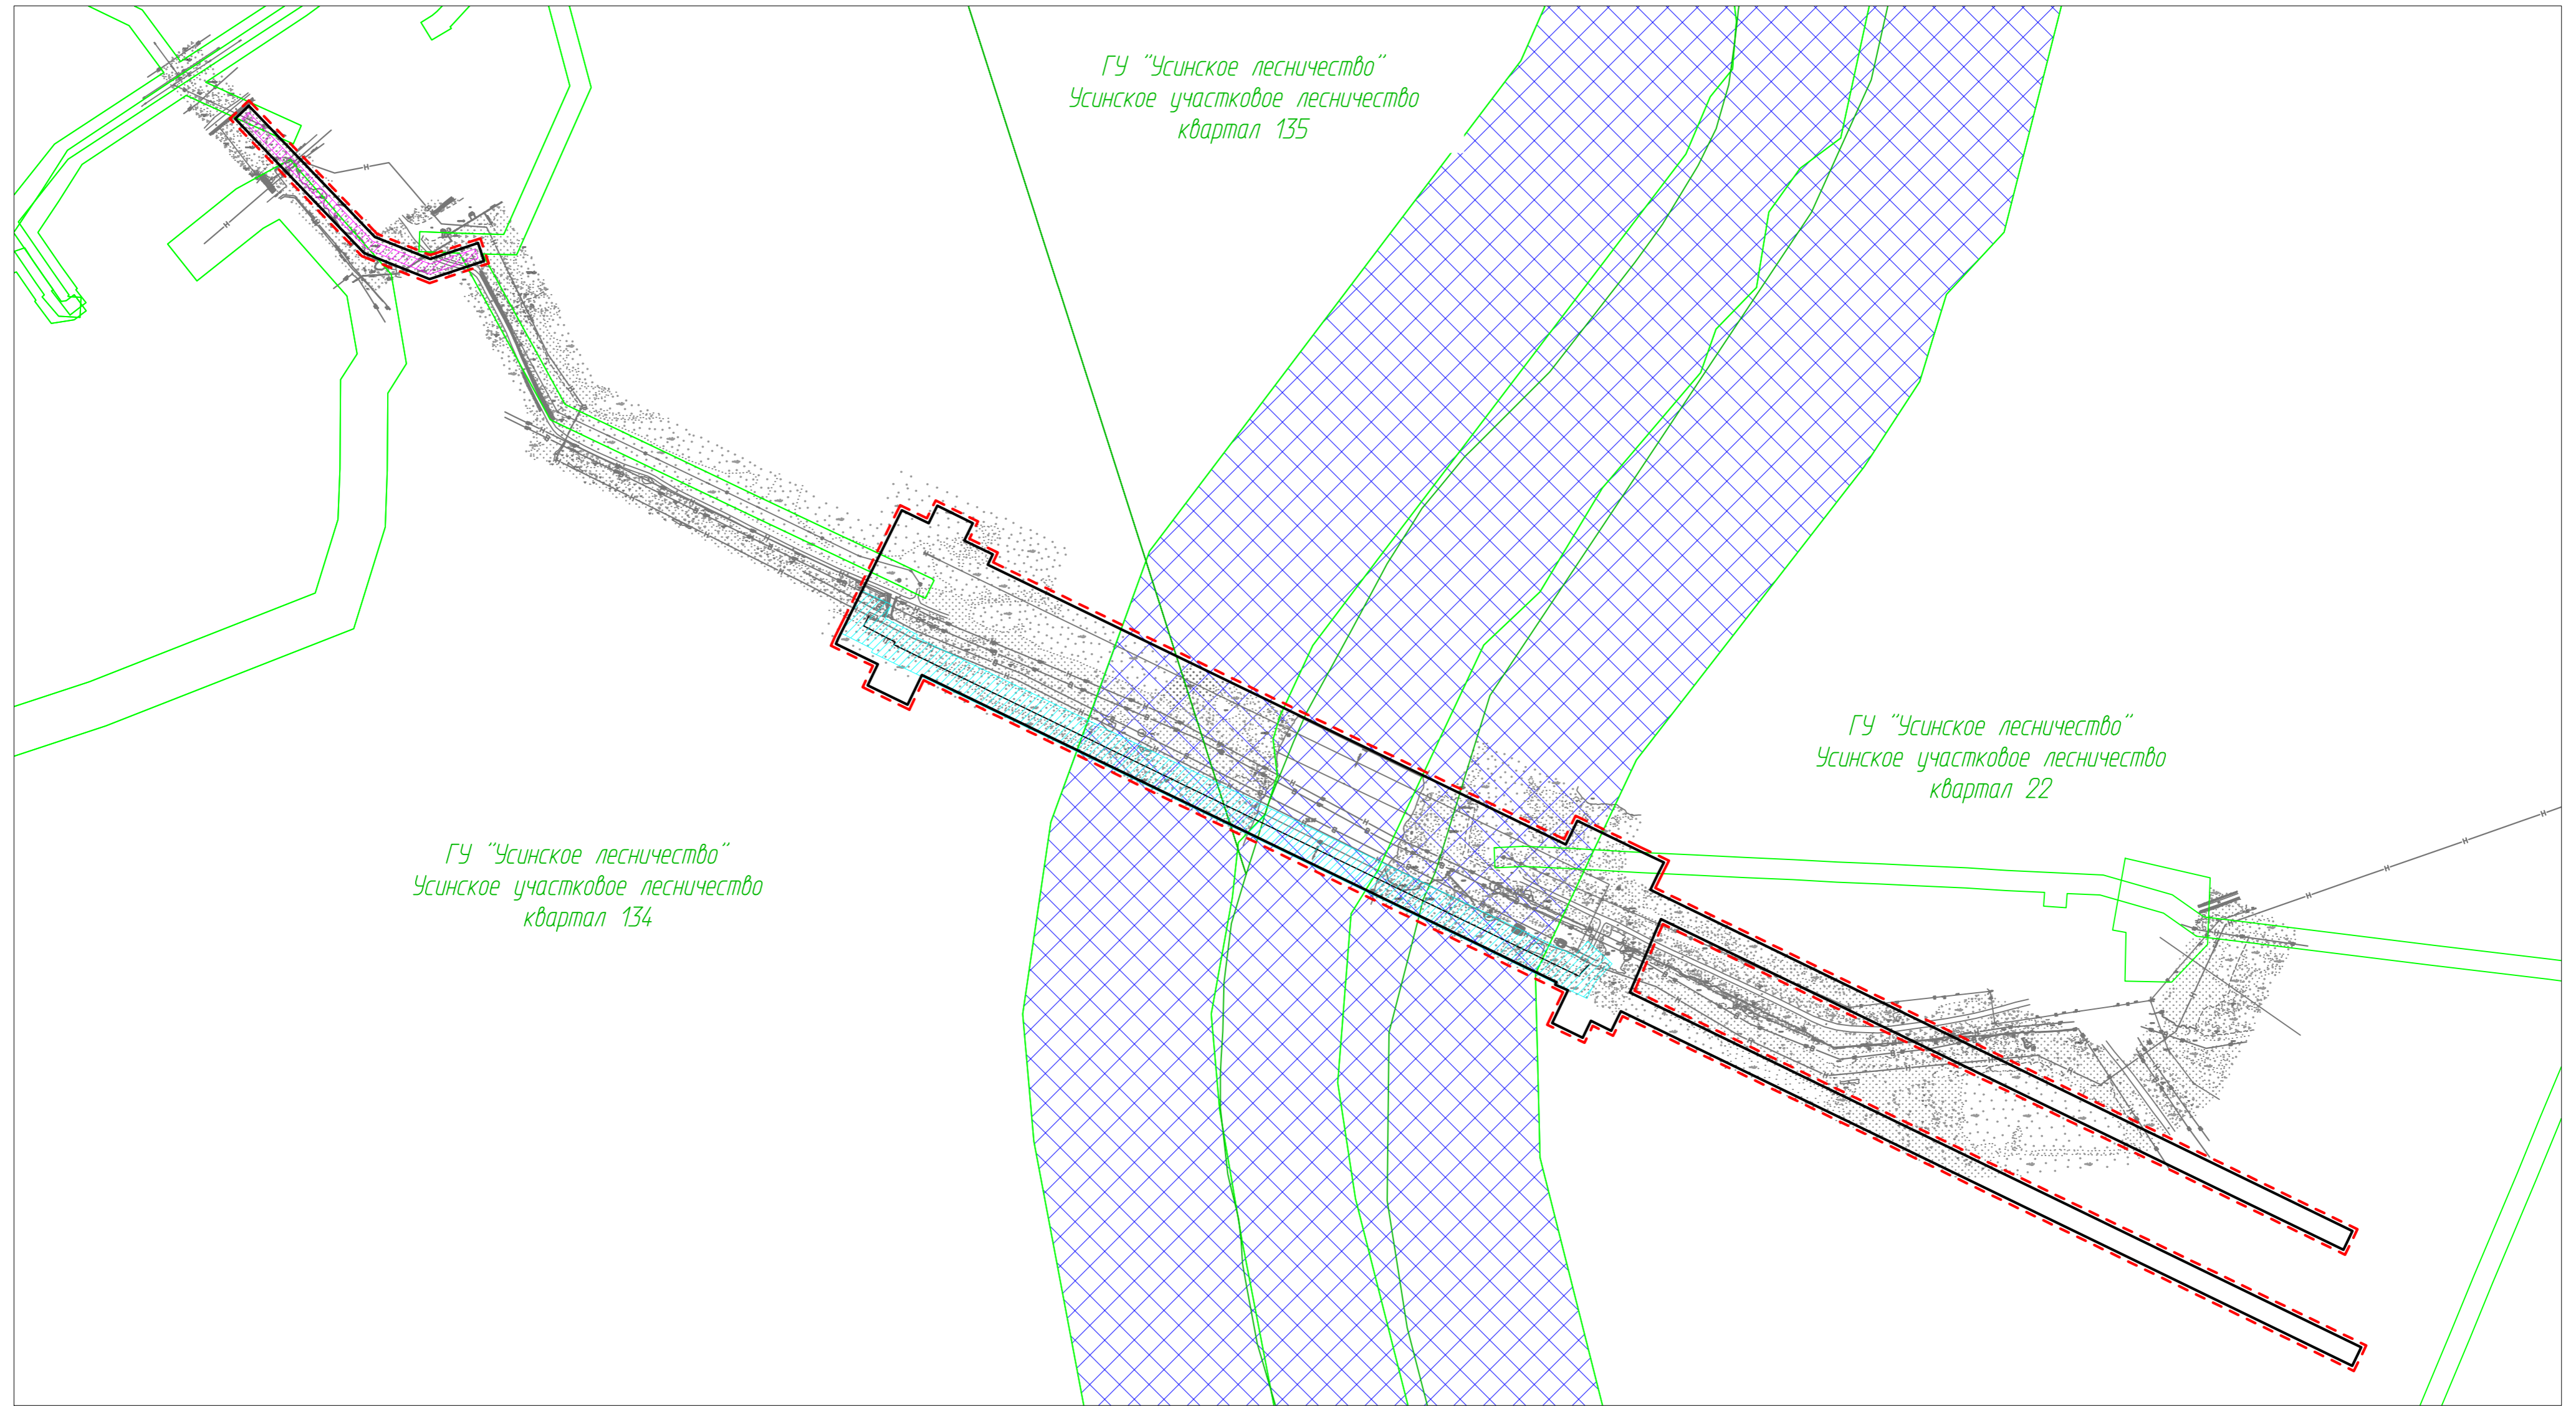 ГУ "Усинское лесничество"
Усинское участковое лесничество
квартал 135
ГУ "Усинское лесничество"
Усинское участковое лесничество
квартал 22
ГУ "Усинское лесничество"
Усинское участковое лесничество
квартал 134